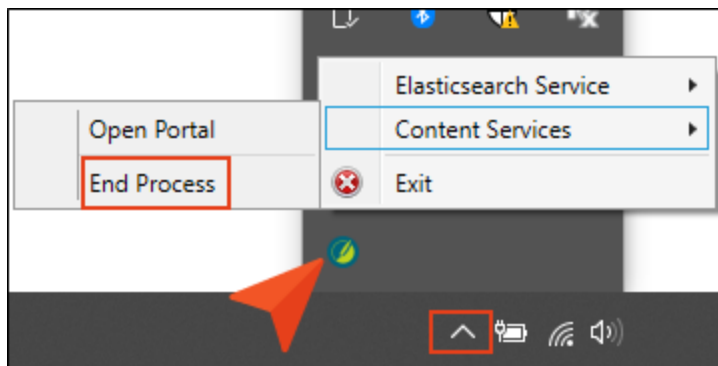 Elasticsearch Service
Content Services
Open Portal
End Process
Exit